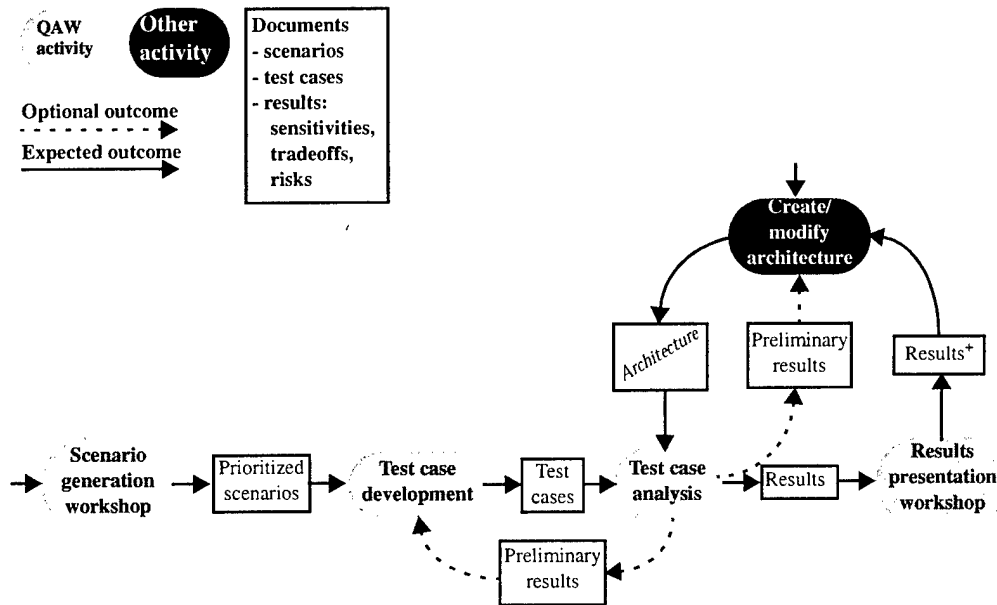 QAW
activity
Other
activity
Documents
- scenarios
- test cases
- results:
sensitivities,
tradeoffs,
risks
Optional outcome
Expected outcome
Create/
modify
architecture
Architecture
Preliminary
results
Results+
Scenario
generation
workshop
Prioritized
scenarios
Test case
development
Test
cases
Test case
analysis
Results
Results
presentation
workshop
Preliminary
results